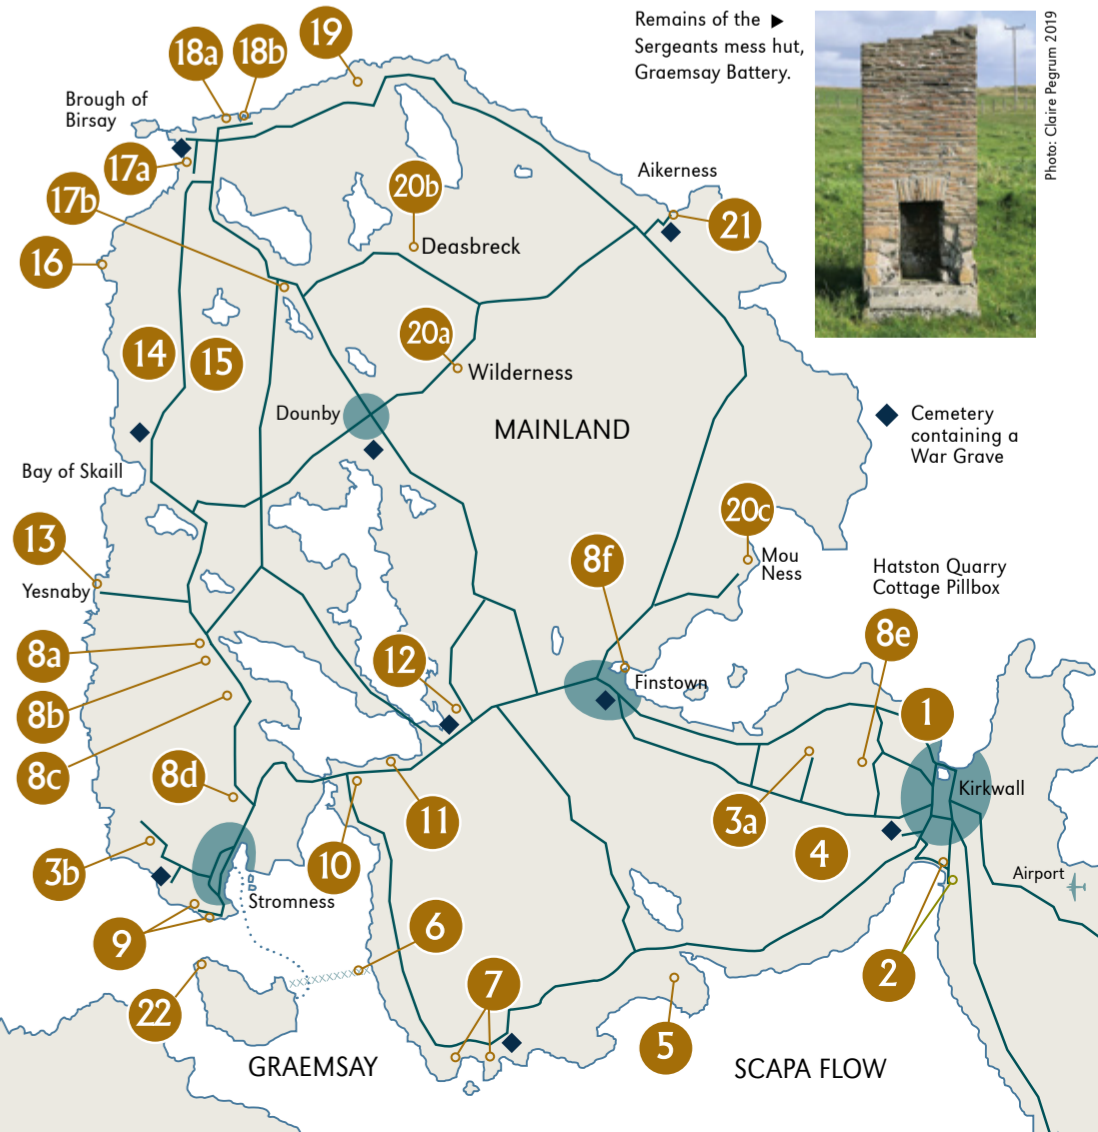 Remains of the ►
Sergeants mess hut,
Graemsay Battery.
Photo: Claire Pegrum 2019
19
18a
18b
Brough of
Birsay
17a
Aikerness
20b
17b
21
Deasbreck
16
20a
14
15
Wilderness
Dounby
MAINLAND
Cemetery
containing a
War Grave
Bay of Skaill
20c
13
8f
Mou
Ness
Hatston Quarry
Cottage Pillbox
Yesnaby
8e
8a
12
Finstown
8b
1
8c
8d
Kirkwall
11
3a
4
10
3b
Airport
Stromness
9
6
2
7
22
5
GRAEMSAY
SCAPA FLOW